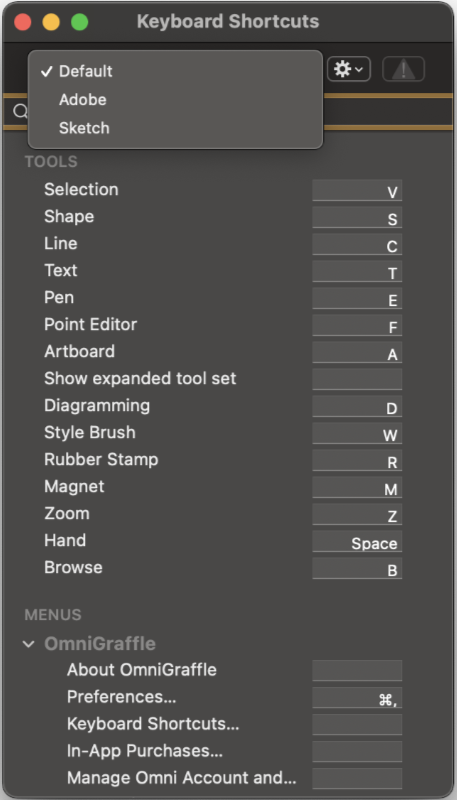 Keyboard Shortcuts
✓ Default
Adobe
Sketch
TOOLS
Selection V
Shape S
Line C
Text T
Pen E
Point Editor F
Artboard A
Show expanded tool set
Diagramming D
Style Brush W
Rubber Stamp R
Magnet M
Zoom Z
Hand Space
Browse B
MENUS
OmniGraffle
About OmniGraffle
Preferences... ⌘,
Keyboard Shortcuts...
In-App Purchases...
Manage Omni Account and...